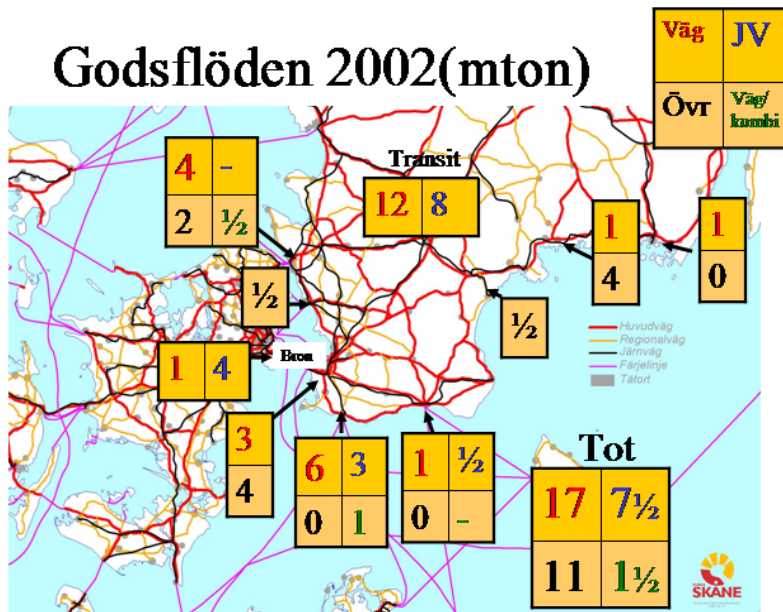 Godsflöden 2002(mton)
Väg JV
Övr Väg/
kumbi
Transit
12 8
4 -
2 ½
1
4
1
0
½
½
Bron
1 4
Huvudväg
Regionalväg
Järnväg
Färjelinje
Tätort
3
4
6 3
0 1
1 ½
0 -
Tot
17 7½
11 1½
SKÅNE